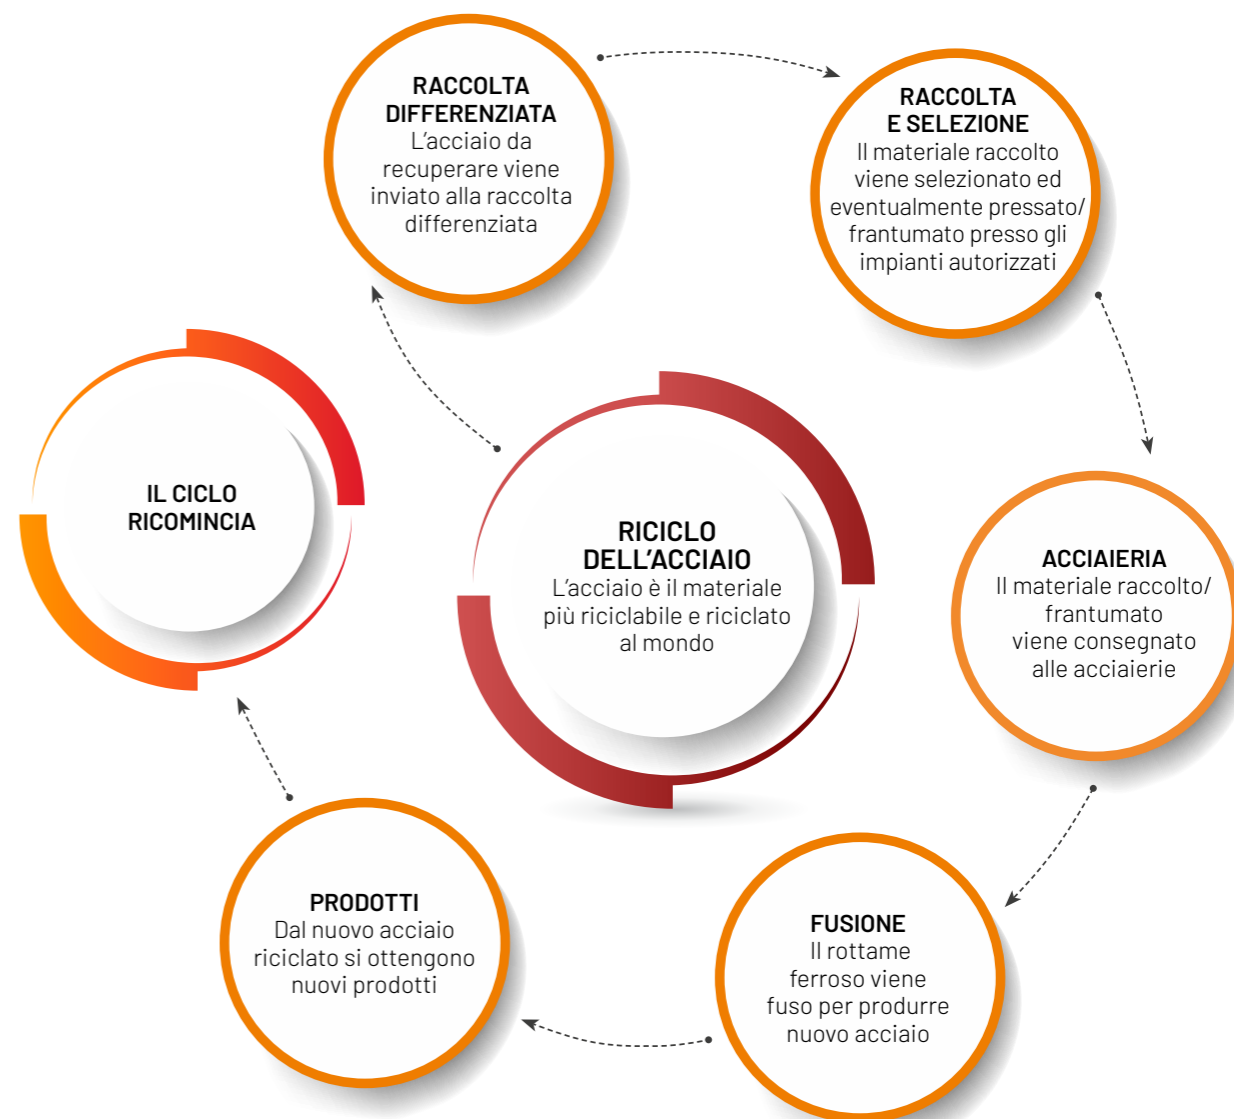 RACCOLTA
DIFFERENZIATA
L'acciaio da
recuperare viene
inviato alla raccolta
differenziata
RACCOLTA
E SELEZIONE
Il materiale raccolto
viene selezionato ed
eventualmente pressato/
frantumato presso gli
impianti autorizzati
IL CICLO
RICOMINCIA
RICICLO
DELL'ACCIAIO
L'acciaio è il materiale
più riciclabile e riciclato
al mondo
ACCIAIERIA
Il materiale raccolto/
frantumato
viene consegnato
alle acciaierie
PRODOTTI
Dal nuovo acciaio
riciclato si ottengono
nuovi prodotti
FUSIONE
Il rottame
ferroso viene
fuso per produrre
nuovo acciaio